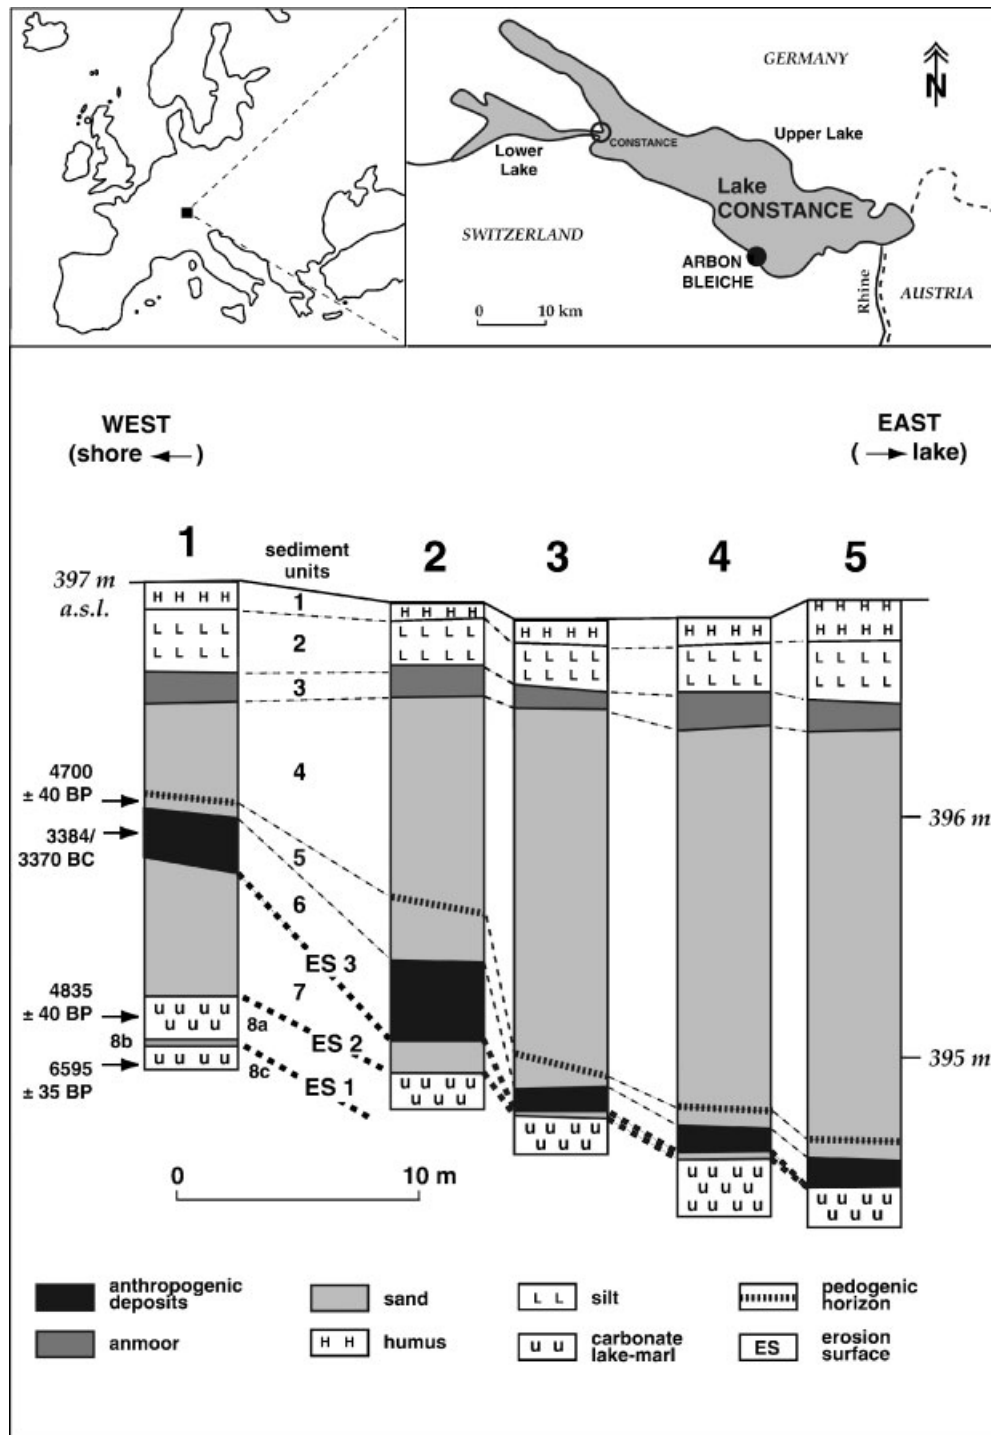 GERMANY
N
CONSTANCE
Upper Lake
Lower
Lake
Lake
CONSTANCE
SWITZERLAND
ARBON
BLEICHE
Rhine
AUSTRIA
0 10 km
WEST
(shore ← )
EAST
( → lake)
1
sediment
units
2
3
4
5
397 m
a.s.l.
H H H H
1
H H H H
H H H H
H H H H
H H H H
H H H H
L L L L
L L L L
2
L L L L
L L L L
L L L L
L L L L
L L L L
L L L L
L L L L
L L L L
3
4
4700
± 40 BP
3384/
3370 BC
396 m
5
6
ES 3
7
4835
± 40 BP
u u u u
u u u
8a
8b
u u u u
8c
6595
± 35 BP
ES 2
ES 1
395 m
u u u u
u u u
u u u u
u u u
u u u u
u u u
u u u u
u u u u
u u u
0 10 m
anthropogenic
deposits
sand
L L silt
pedogenic
horizon
anmoor
H H humus
u u carbonate
lake-marl
ES erosion
surface